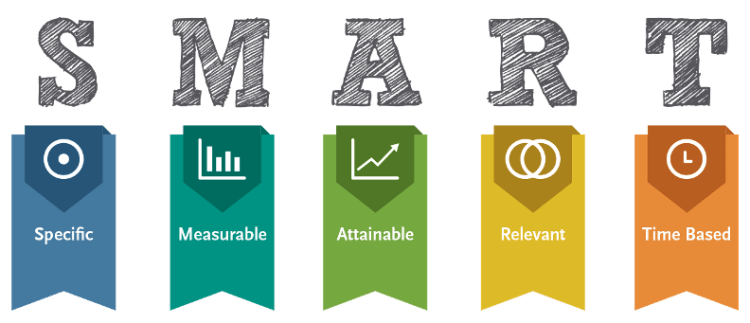 S M A R T
Specific Measurable Attainable Relevant Time Based